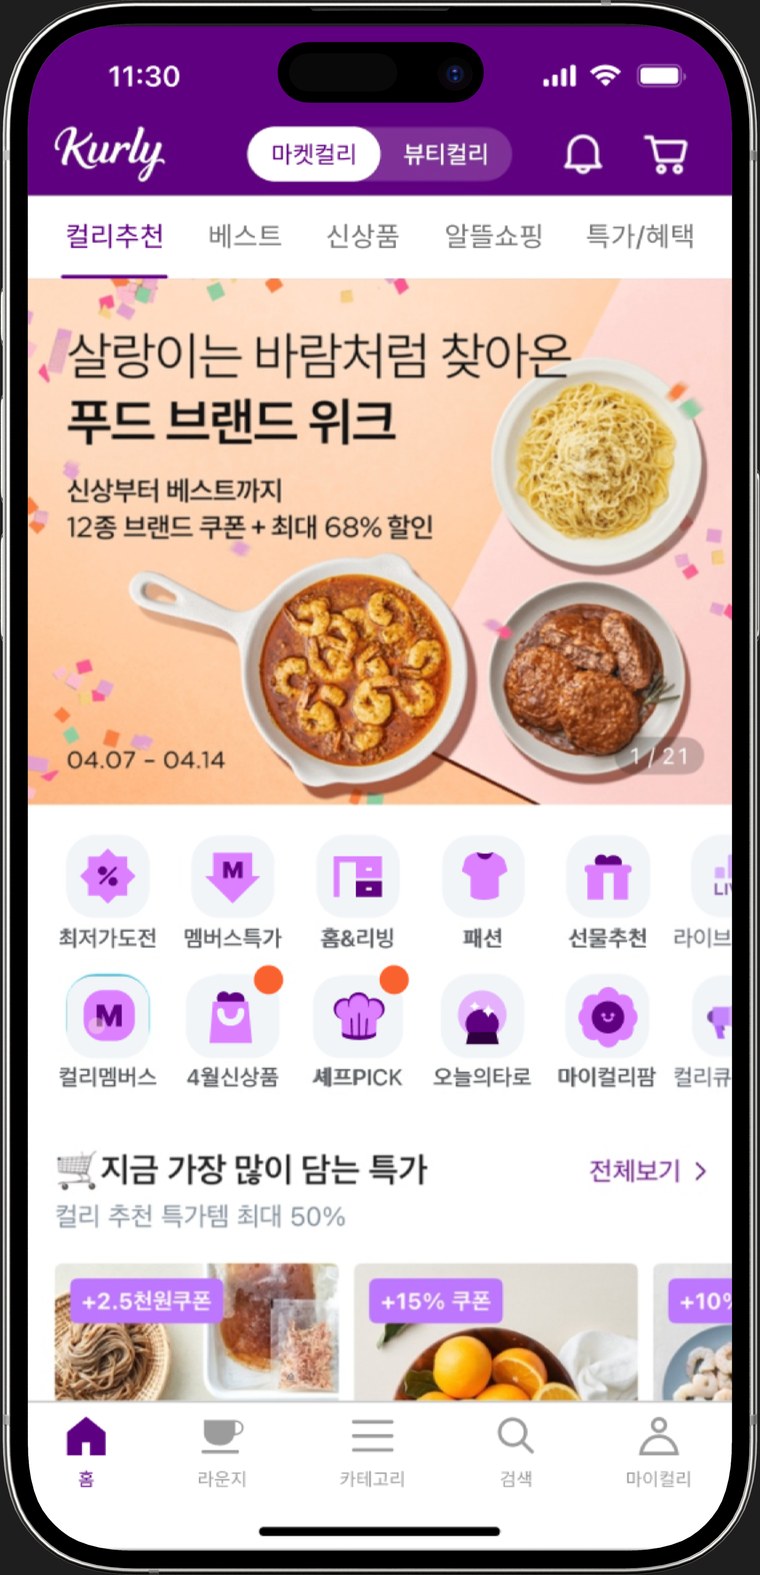 11:30
Kurly
마켓컬리 뷰티컬리
컬리추천 베스트 신상품 알뜰쇼핑 특가/혜택
살랑이는 바람처럼 찾아온
푸드 브랜드 위크
신상부터 베스트까지
12종 브랜드 쿠폰 + 최대 68% 할인
04.07 - 04.14
1 / 21
M
최저가도전 멤버스특가 홈&리빙 패션 선물추천 라이브
M
컬리멤버스 4월신상품 셰프PICK 오늘의타로 마이컬리팜 컬리큐
지금 가장 많이 담는 특가 전체보기
컬리 추천 특가템 최대 50%
+2.5천원쿠폰 +15% 쿠폰 +10%
홈 라운지 카테고리 검색 마이컬리